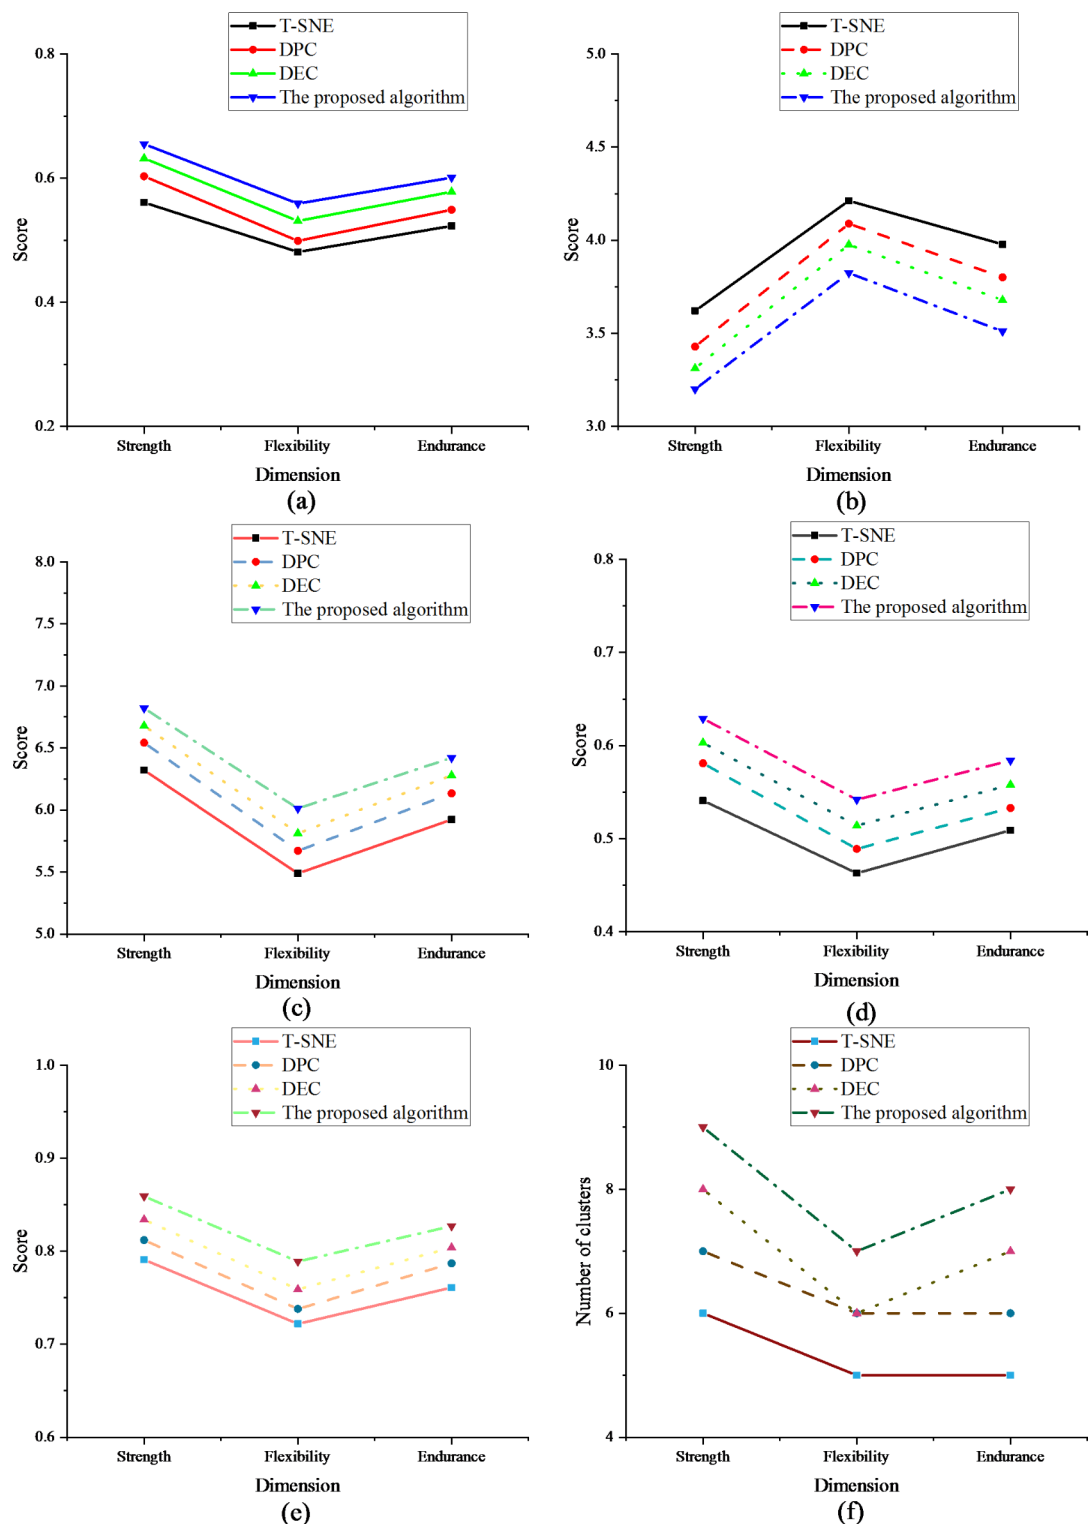 T-SNE
DPC
DEC
The proposed algorithm
0.8
0.6
0.4
0.2
Score
Strength
Flexibility
Endurance
Dimension
(a)
T-SNE
DPC
DEC
The proposed algorithm
5.0
4.5
4.0
3.5
3.0
Score
Strength
Flexibility
Endurance
Dimension
(b)
T-SNE
DPC
DEC
The proposed algorithm
8.0
7.5
7.0
6.5
6.0
5.5
5.0
Score
Strength
Flexibility
Endurance
Dimension
(c)
T-SNE
DPC
DEC
The proposed algorithm
0.8
0.7
0.6
0.5
0.4
Score
Strength
Flexibility
Endurance
Dimension
(d)
T-SNE
DPC
DEC
The proposed algorithm
1.0
0.9
0.8
0.7
0.6
Score
Strength
Flexibility
Endurance
Dimension
(e)
T-SNE
DPC
DEC
The proposed algorithm
10
8
6
4
Number of clusters
Strength
Flexibility
Endurance
Dimension
(f)